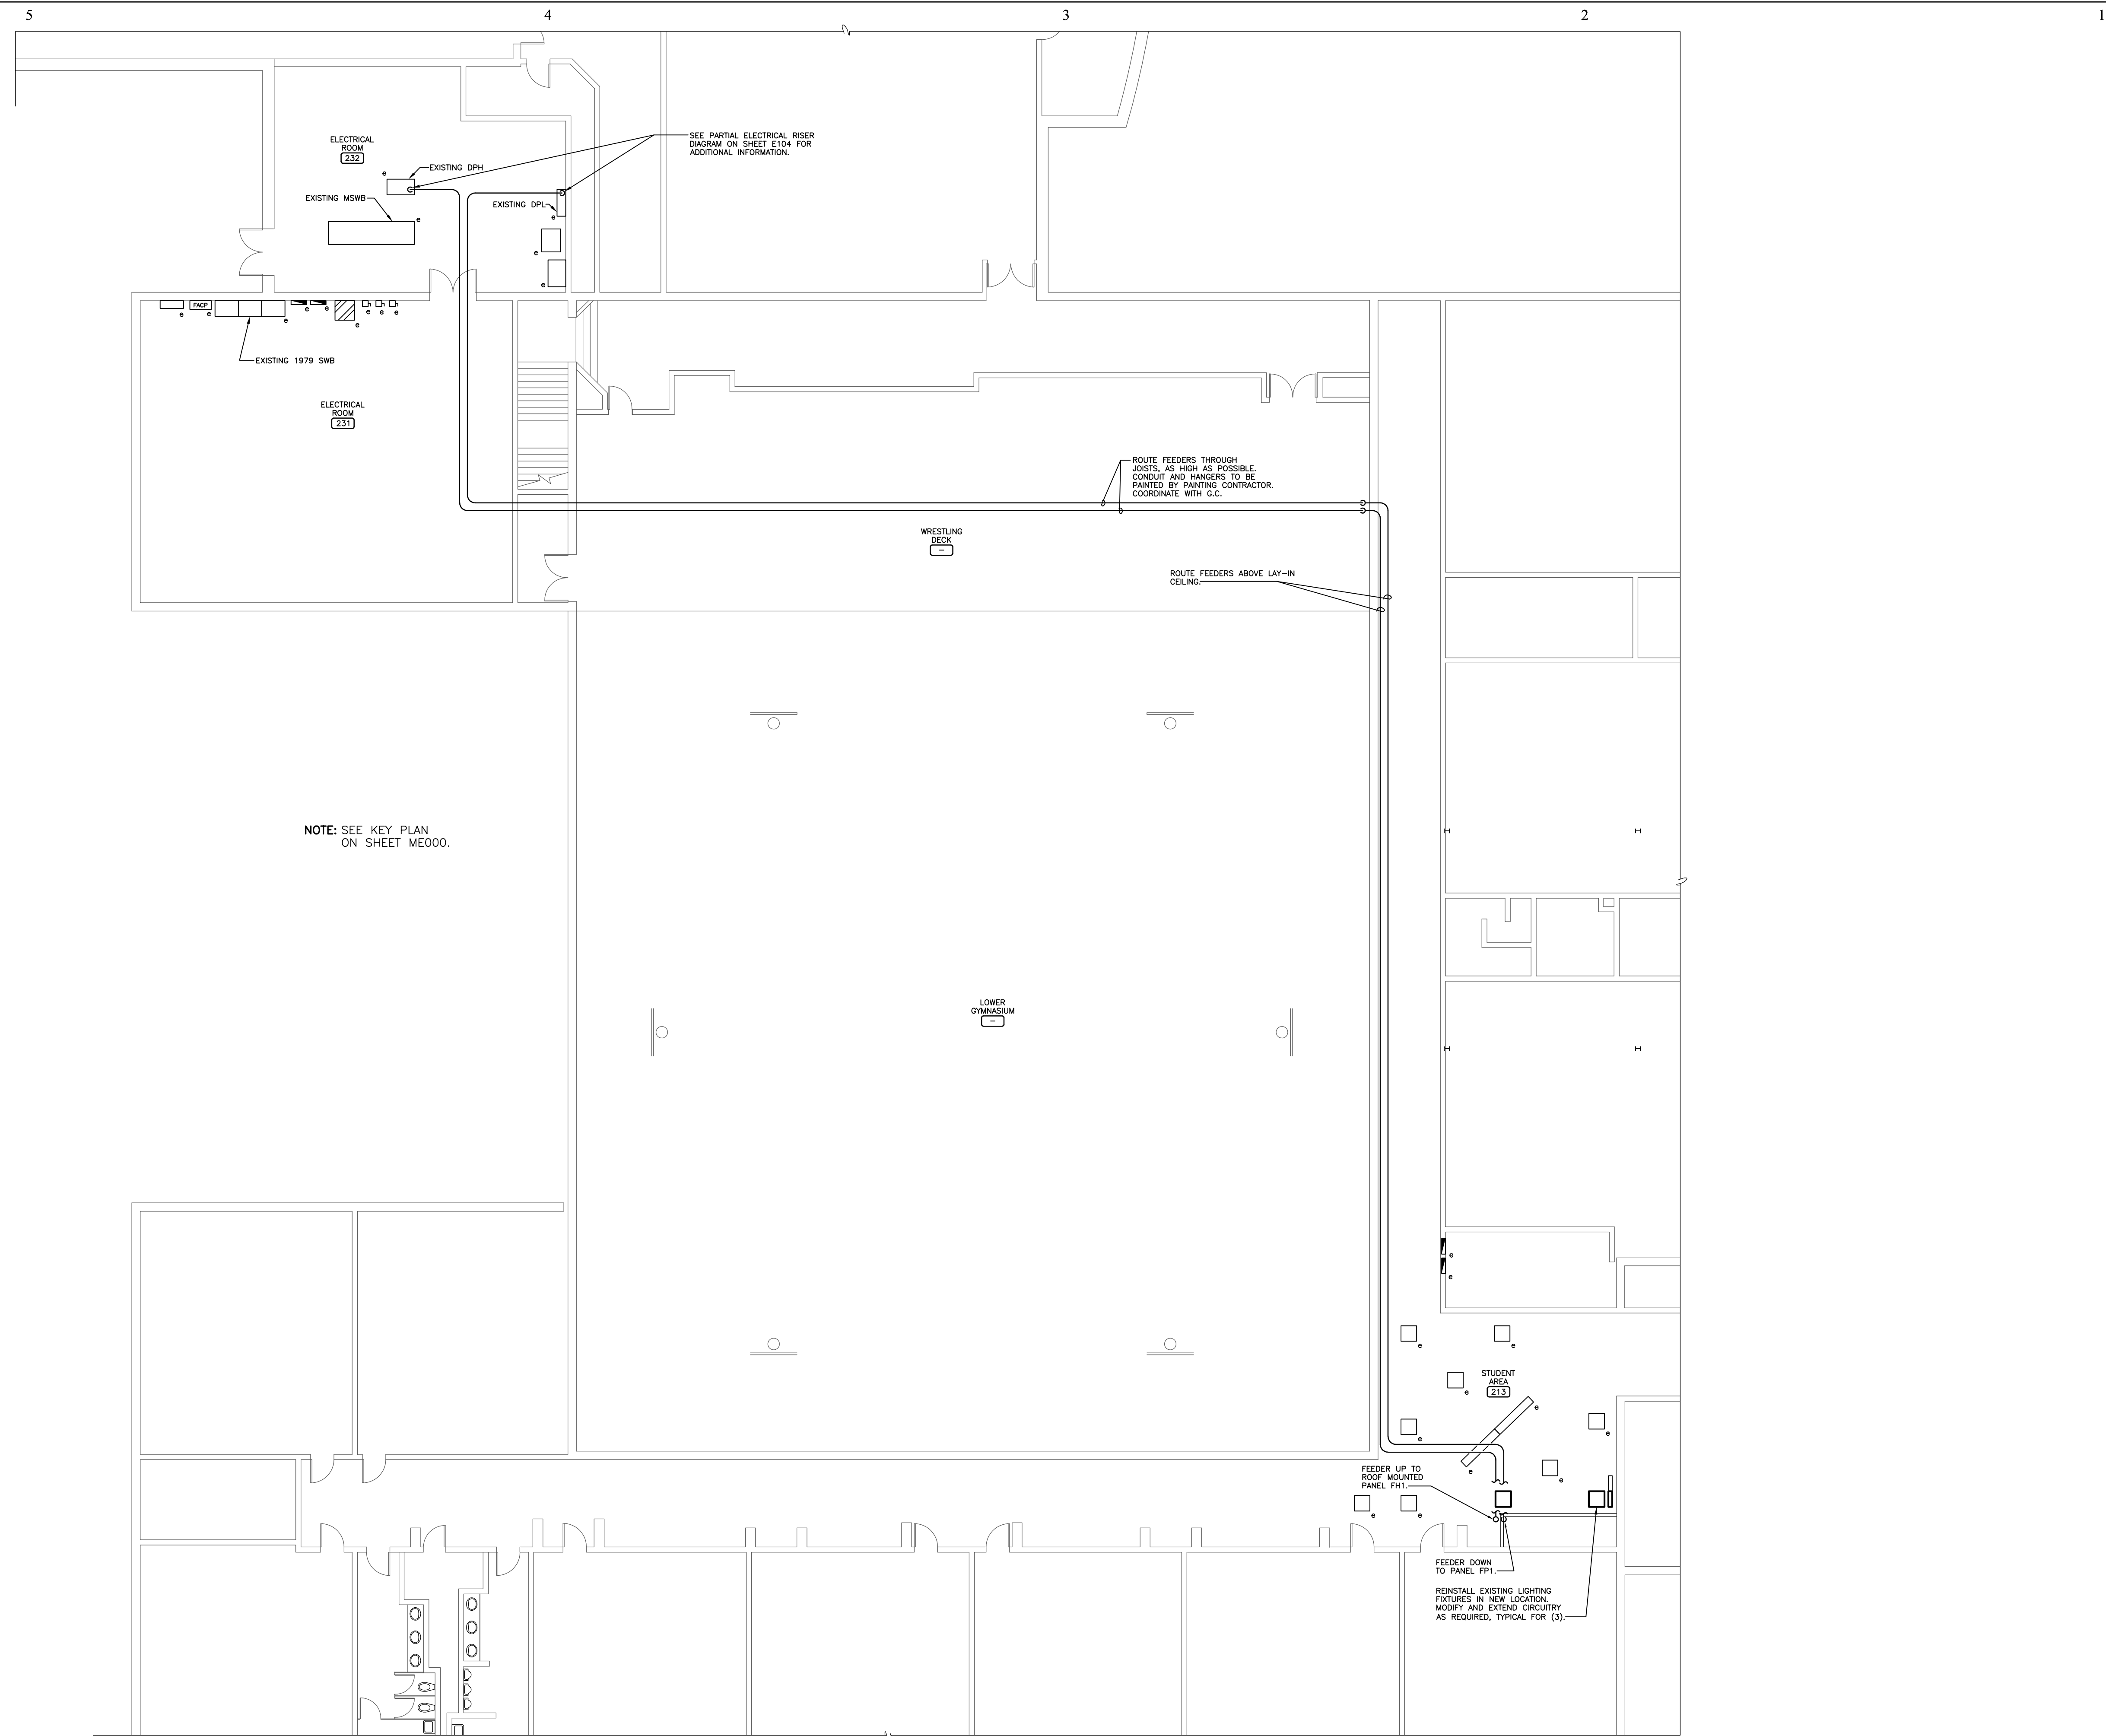 5
4
3
2
1
ELECTRICAL
ROOM
232
SEE PARTIAL ELECTRICAL RISER
DIAGRAM ON SHEET E104 FOR
ADDITIONAL INFORMATION.
EXISTING DPH
e
EXISTING MSWB
e
EXISTING DPL
e
e
e
FACP
e
e
e
e
e
e
e
e
e
EXISTING 1979 SWB
ELECTRICAL
ROOM
231
ROUTE FEEDERS THROUGH
JOISTS, AS HIGH AS POSSIBLE.
CONDUIT AND HANGERS TO BE
PAINTED BY PAINTING CONTRACTOR.
COORDINATE WITH G.C.
WRESTLING
DECK
-
ROUTE FEEDERS ABOVE LAY-IN
CEILING.
NOTE: SEE KEY PLAN
ON SHEET ME000.
LOWER
GYMNASIUM
-
e
e
e
e
STUDENT
AREA
213
e
e
e
e
e
e
FEEDER UP TO
ROOF MOUNTED
PANEL FH1.
e
e
FEEDER DOWN
TO PANEL FP1.
REINSTALL EXISTING LIGHTING
FIXTURES IN NEW LOCATION.
MODIFY AND EXTEND CIRCUITRY
AS REQUIRED, TYPICAL FOR (3).